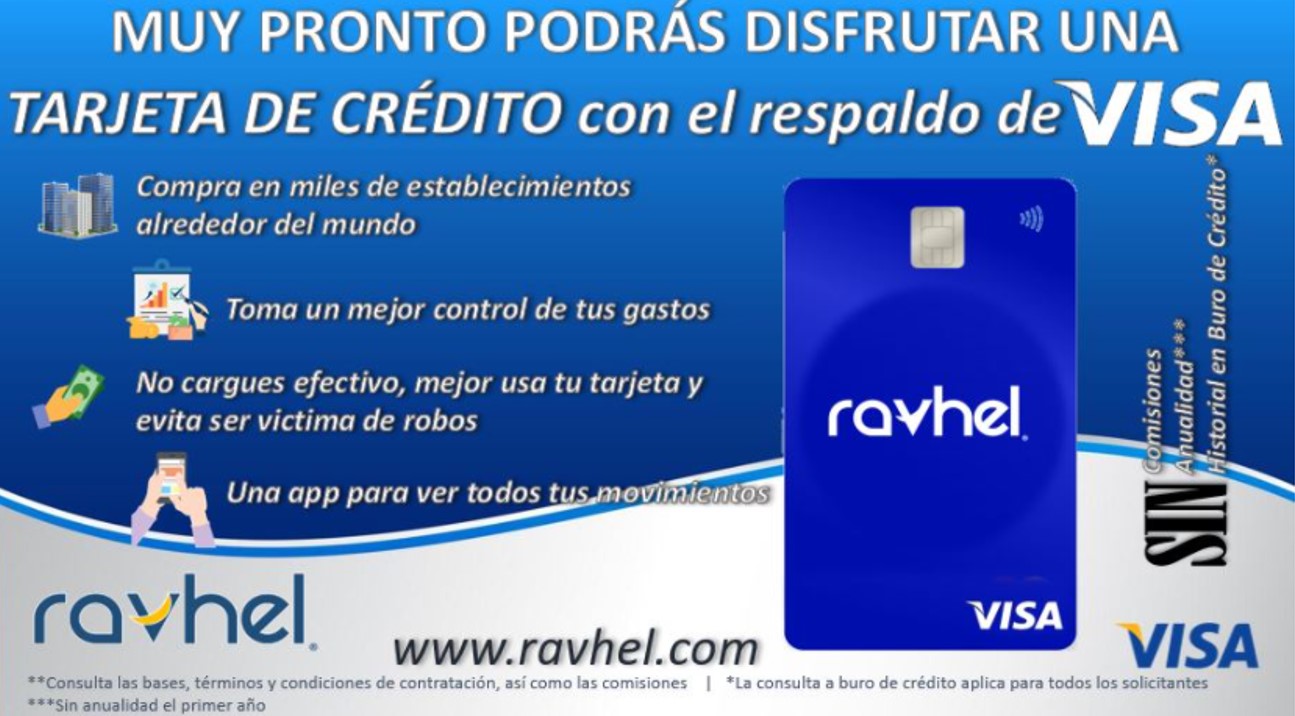 MUY PRONTO PODRÁS DISFRUTAR UNA
TARJETA DE CRÉDITO con el respaldo de VISA
Compra en miles de establecimientos
alrededor del mundo
Toma un mejor control de tus gastos
No cargues efectivo, mejor usa tu tarjeta y
evita ser victima de robos
Una app para ver todos tus movimientos
ravhel
VISA
SIN
Comisiones
Anualidad***
Historial en Buro de Crédito*
ravhel
www.ravhel.com
VISA
**Consulta las bases, términos y condiciones de contratación, así como las comisiones | *La consulta a buro de crédito aplica para todos los solicitantes
***Sin anualidad el primer año